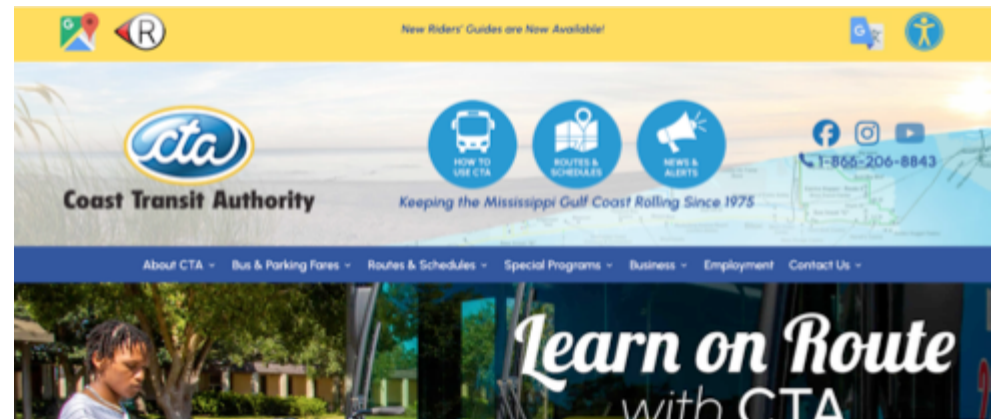 New Riders' Guides are Now Available!
cta
Coast Transit Authority
HOW TO
USE CTA
ROUTES &
SCHEDULES
NEWS &
ALERTS
1-866-206-8843
Keeping the Mississippi Gulf Coast Rolling Since 1975
About CTA
Bus & Parking Fares
Routes & Schedules
Special Programs
Business
Employment
Contact Us
Learn on Route
with CTA